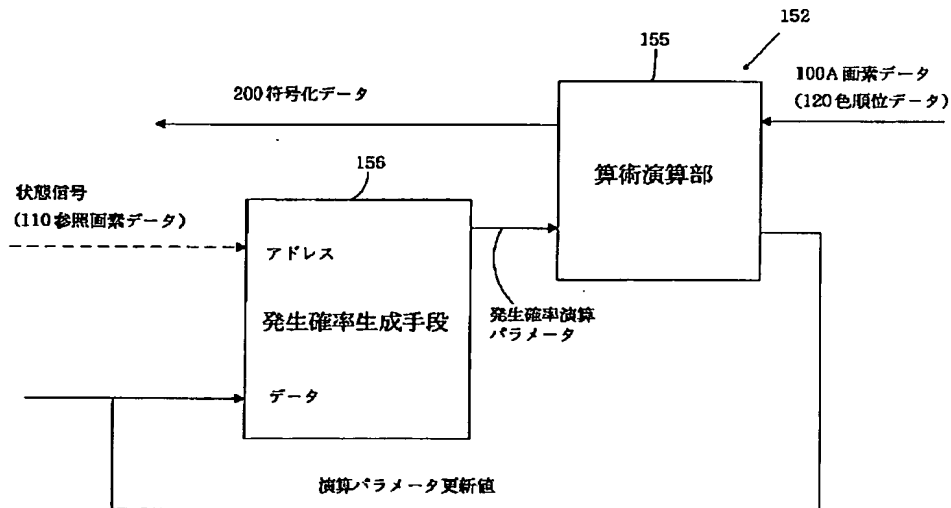 152
155
100A 画素データ
(120色順位データ)
200符号化データ
算術演算部
156
状態信号
(110参照画素データ)
アドレス
発生確率生成手段
発生確率演算
パラメータ
データ
演算パラメータ更新値